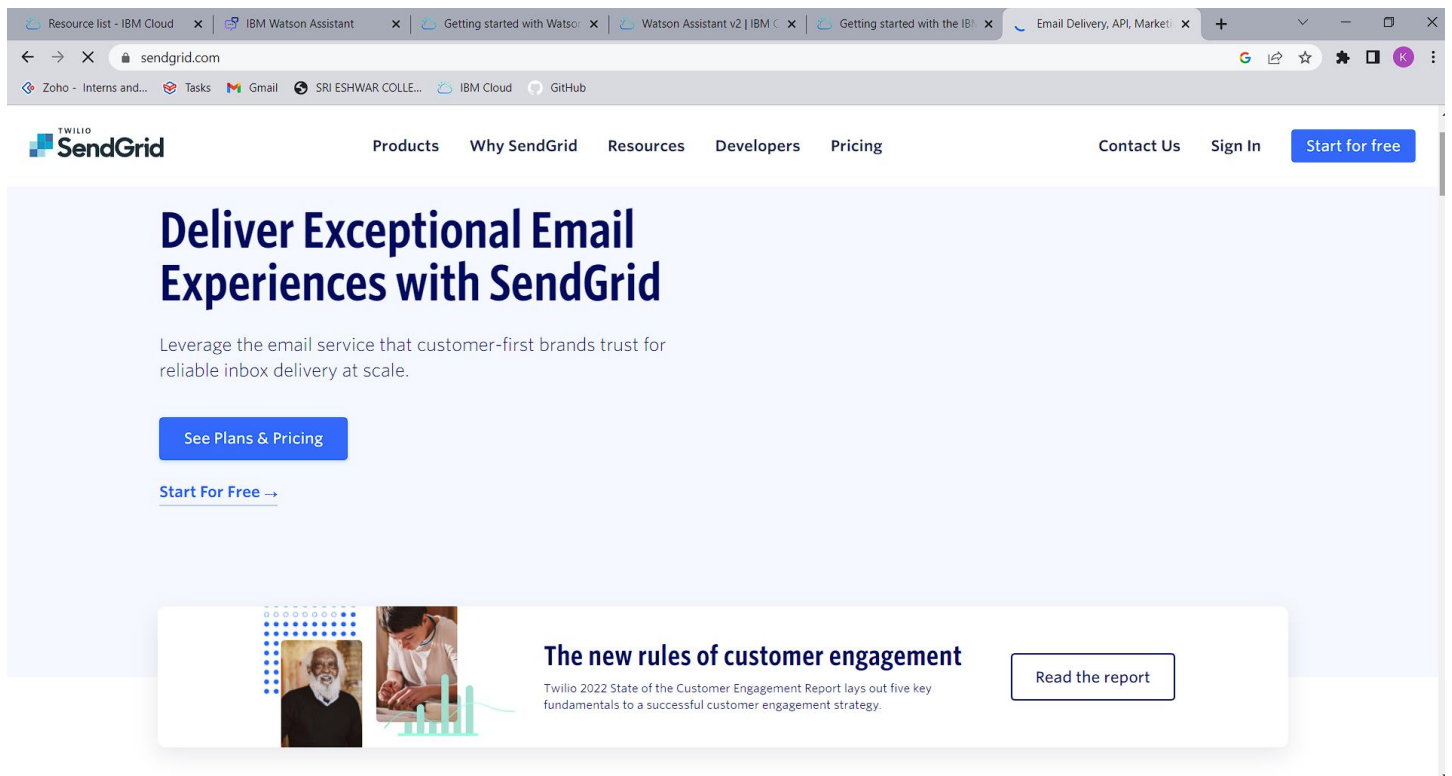 Resource list - IBM Cloud
IBM Watson Assistant
Getting started with Watsor
Watson Assistant v2 | IBM C
Getting started with the IBM
Email Delivery, API, Marketi
sendgrid.com
G
K
Zoho - Interns and...
Tasks
Gmail
SRI ESHWAR COLLE...
IBM Cloud
GitHub
TWILIO
SendGrid
Products
Why SendGrid
Resources
Developers
Pricing
Contact Us
Sign In
Start for free
Deliver Exceptional Email
Experiences with SendGrid
Leverage the email service that customer-first brands trust for
reliable inbox delivery at scale.
See Plans & Pricing
Start For Free →
The new rules of customer engagement
Twilio 2022 State of the Customer Engagement Report lays out five key
fundamentals to a successful customer engagement strategy.
Read the report